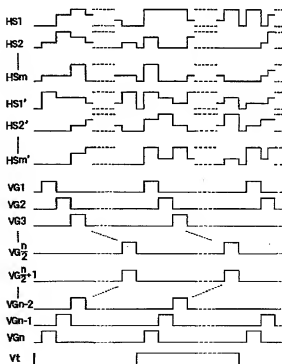 HS1
HS2
HSm
HS1'
HS2'
HSm'
VG1
VG2
VG3
VGn/2
VGn/2+1
VGn-2
VGn-1
VGn
Vt